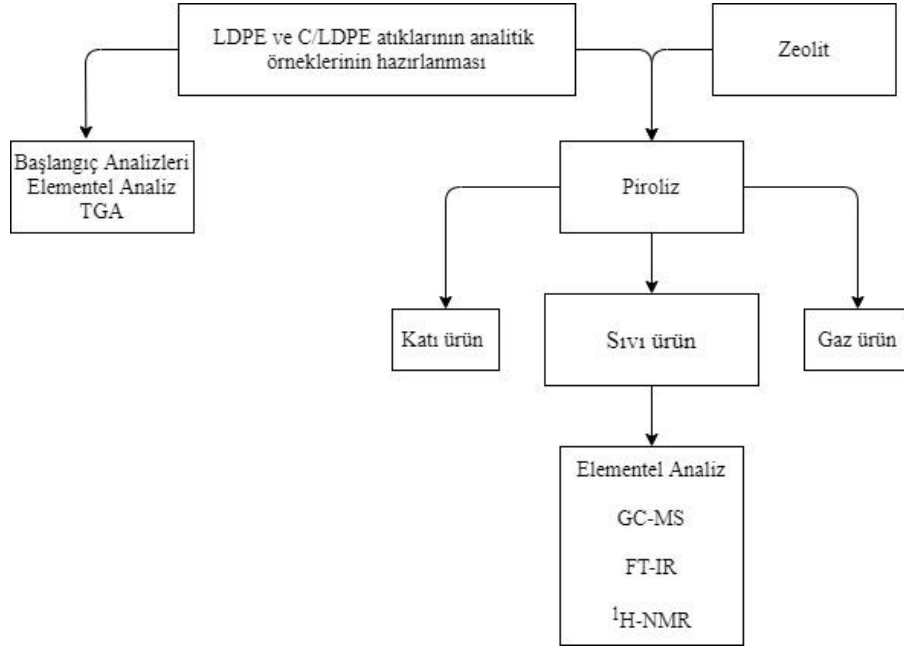 LDPE ve C/LDPE atıklarının analitik
örneklerinin hazırlanması
Zeolit
Başlangıç Analizleri
Elementel Analiz
TGA
Piroliz
Katı ürün
Sıvı ürün
Gaz ürün
Elementel Analiz
GC-MS
FT-IR
¹H-NMR